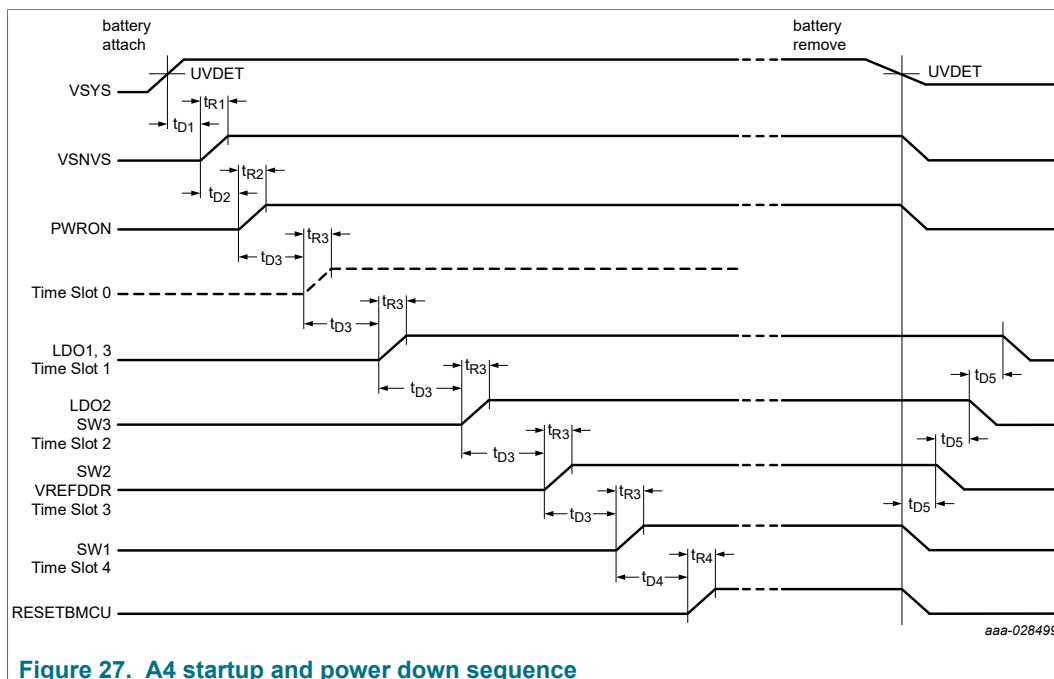 battery
attach
battery
remove
UVDET
UVDET
VSYS
tR1
tD1
VSNVS
tR2
tD2
PWRON
tR3
tD3
Time Slot 0
tR3
tD3
LDO1, 3
Time Slot 1
tR3
tD3
tD5
LDO2
SW3
Time Slot 2
tR3
tD3
tD5
SW2
VREFDDR
Time Slot 3
tR3
tD3
tD5
SW1
Time Slot 4
tR4
tD4
RESETBMCU
aaa-028499
Figure 27. A4 startup and power down sequence